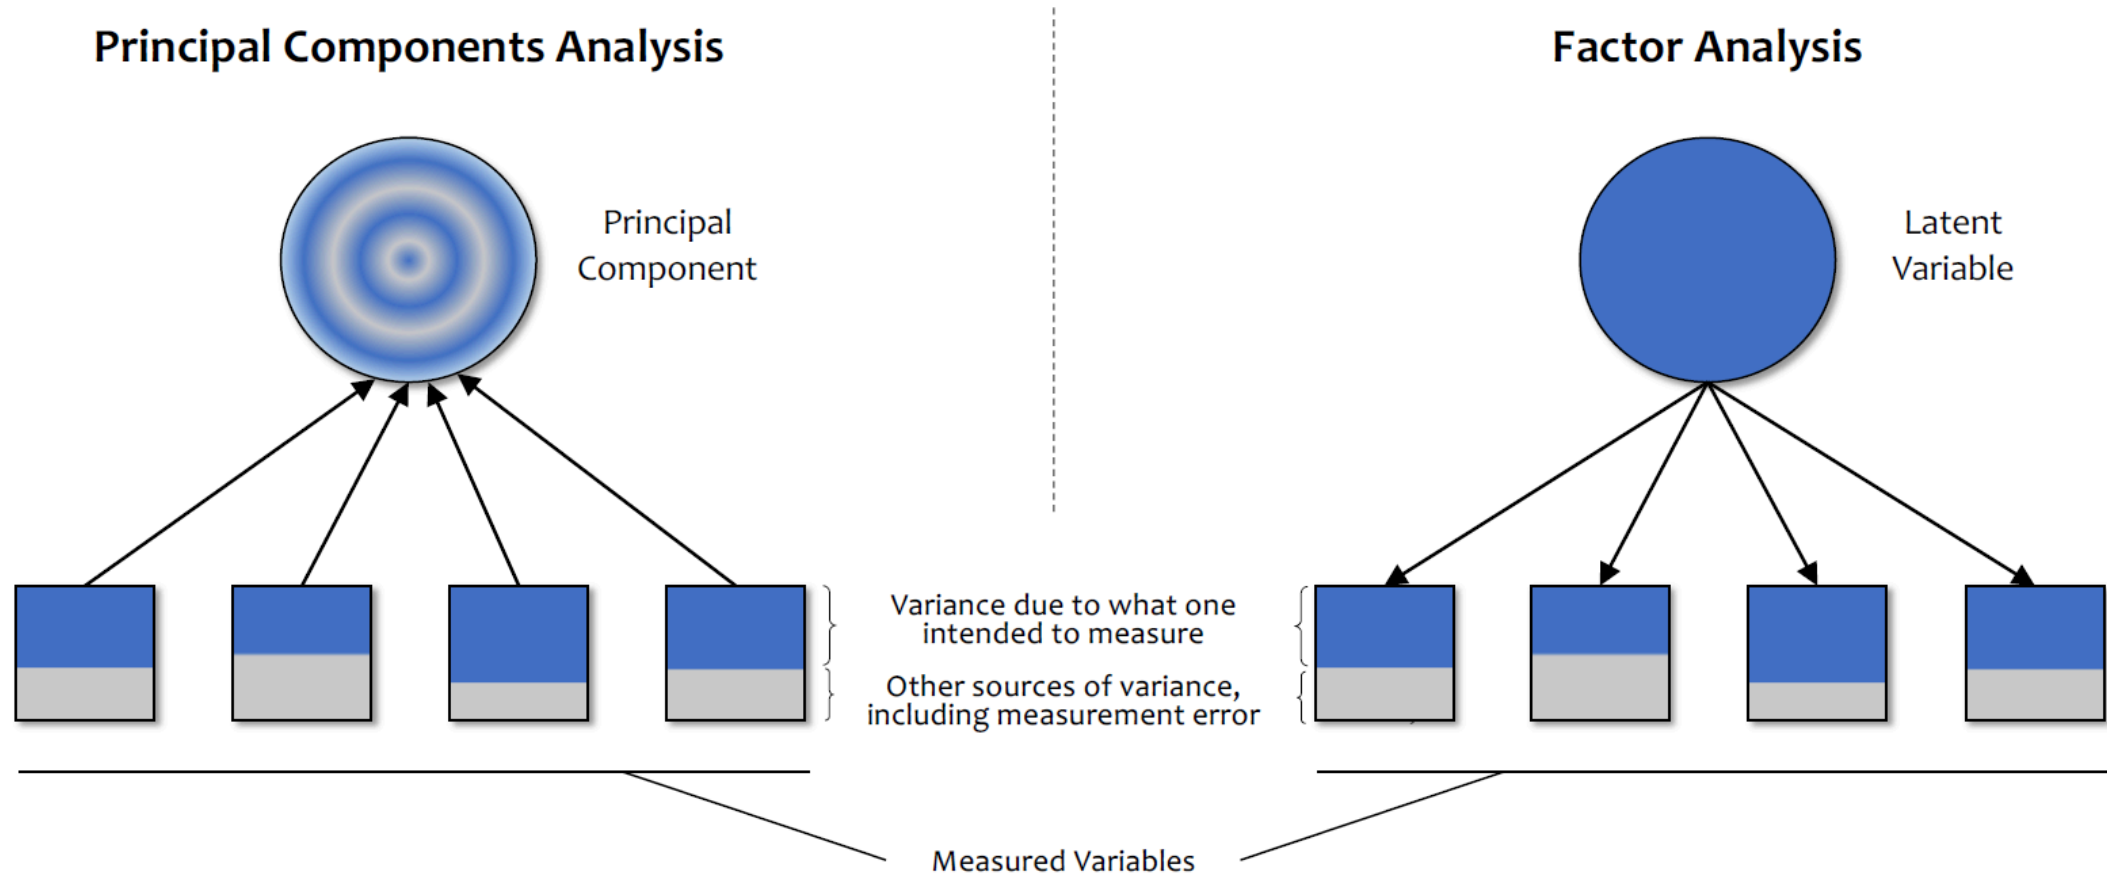 Principal Components Analysis
Factor Analysis
Principal
Component
Latent
Variable
Variance due to what one
intended to measure
Other sources of variance,
including measurement error
Measured Variables